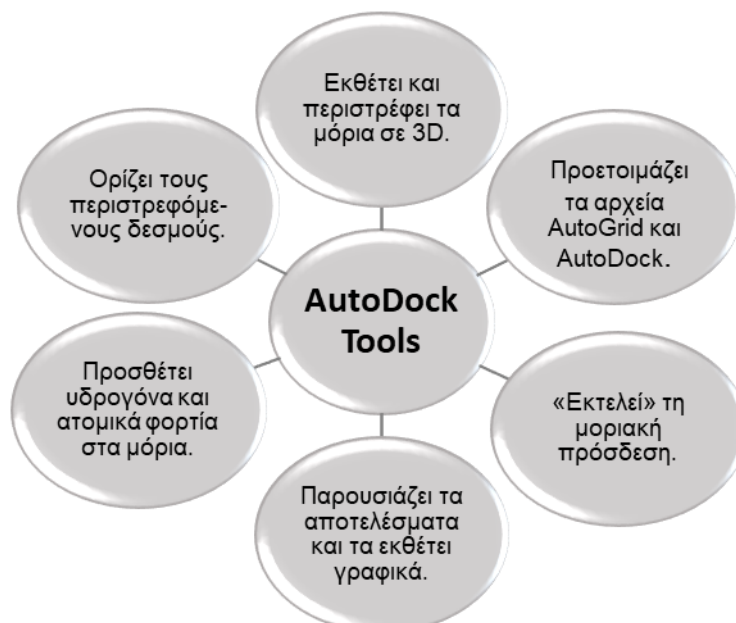 Εκθέτει και
περιστρέφει τα
μόρια σε 3D.
Προετοιμάζει
τα αρχεία
AutoGrid και
AutoDock.
«Εκτελεί» τη
μοριακή
πρόσδεση.
Παρουσιάζει τα
αποτελέσματα
και τα εκθέτει
γραφικά.
Προσθέτει
υδρογόνα και
ατομικά φορτία
στα μόρια.
Ορίζει τους
περιστρεφόμε-
νους δεσμούς.
AutoDock
Tools